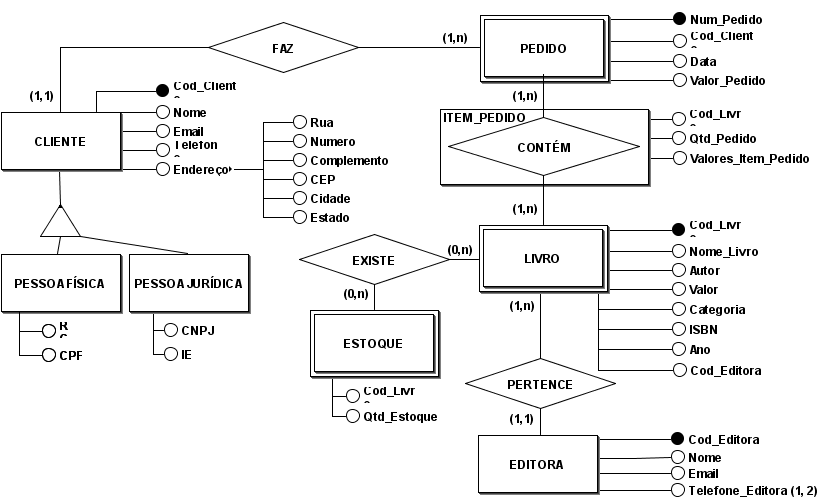 Num_Pedido
FAZ
(1,n)
PEDIDO
Cod_Client
Data
Valor_Pedido
(1,1)
Cod_Client
Nome
Email
Telefon
Endereço
CLIENTE
Rua
Numero
Complemento
CEP
Cidade
Estado
(1,n)
ITEM_PEDIDO
CONTÉM
Cod_Livr
Qtd_Pedido
Valores_Item_Pedido
(1,n)
PESSOA FÍSICA
PESSOA JURÍDICA
CPF
CNPJ
IE
EXISTE
(0,n)
(0,n)
LIVRO
Cod_Livr
Nome_Livro
Autor
Valor
Categoria
ISBN
Ano
Cod_Editora
(1,n)
ESTOQUE
Cod_Livr
Qtd_Estoque
PERTENCE
(1,1)
EDITORA
Cod_Editora
Nome
Email
Telefone_Editora (1, 2)